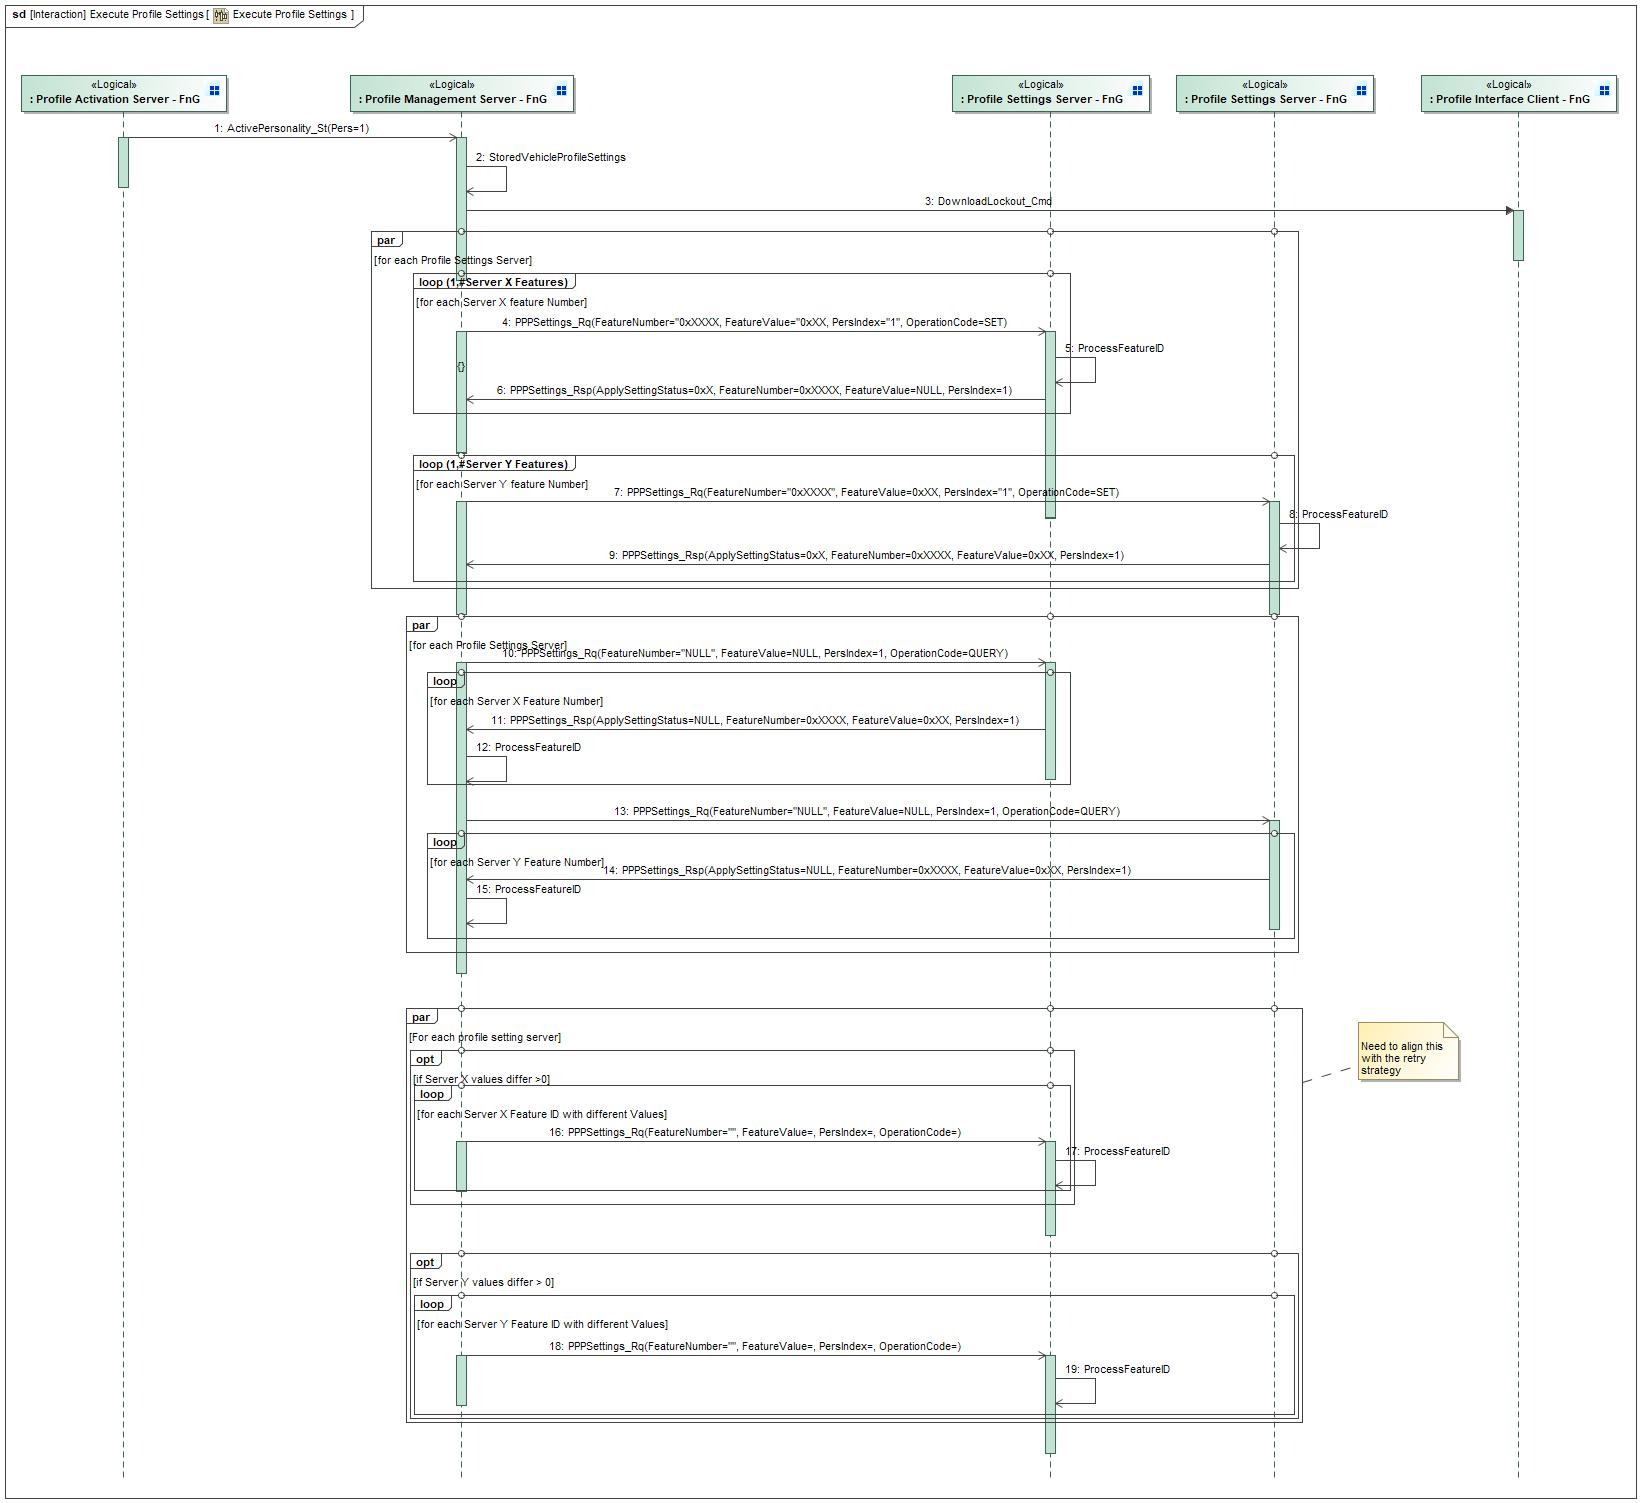 sd [Interaction] Execute Profile Settings [ Execute Profile Settings ]
«Logical»
: Profile Activation Server - FnG
«Logical»
: Profile Management Server - FnG
«Logical»
: Profile Settings Server - FnG
«Logical»
: Profile Settings Server - FnG
«Logical»
: Profile Interface Client - FnG
1: ActivePersonality_St(Pers=1)
2: StoredVehicleProfileSettings
3: DownloadLockout_Cmd
par
[for each Profile Settings Server]
loop (1,#Server X Features)
[for each Server X feature Number]
4: PPPSettings_Rq(FeatureNumber="0xXXXX, FeatureValue="0xXX, PersIndex="1", OperationCode=SET)
5: ProcessFeatureID
{}
6: PPPSettings_Rsp(ApplySettingStatus=0xX, FeatureNumber=0xXXXX, FeatureValue=NULL, PersIndex=1)
loop (1,#Server Y Features)
[for each Server Y feature Number]
7: PPPSettings_Rq(FeatureNumber="0xXXXX", FeatureValue=0xXX, PersIndex="1", OperationCode=SET)
8: ProcessFeatureID
9: PPPSettings_Rsp(ApplySettingStatus=0xX, FeatureNumber=0xXXXX, FeatureValue=0xXX, PersIndex=1)
par
[for each Profile Settings Server]
10: PPPSettings_Rq(FeatureNumber="NULL", FeatureValue=NULL, PersIndex=1, OperationCode=QUERY)
loop
[for each Server X Feature Number]
11: PPPSettings_Rsp(ApplySettingStatus=NULL, FeatureNumber=0xXXXX, FeatureValue=0xXX, PersIndex=1)
12: ProcessFeatureID
13: PPPSettings_Rq(FeatureNumber="NULL", FeatureValue=NULL, PersIndex=1, OperationCode=QUERY)
loop
[for each Server Y Feature Number]
14: PPPSettings_Rsp(ApplySettingStatus=NULL, FeatureNumber=0xXXXX, FeatureValue=0xXX, PersIndex=1)
15: ProcessFeatureID
par
[For each profile setting server]
Need to align this
with the retry
strategy
opt
[if Server X values differ >0]
loop
[for each Server X Feature ID with different Values]
16: PPPSettings_Rq(FeatureNumber="", FeatureValue=, PersIndex=, OperationCode=)
17: ProcessFeatureID
opt
[if Server Y values differ > 0]
loop
[for each Server Y Feature ID with different Values]
18: PPPSettings_Rq(FeatureNumber="", FeatureValue=, PersIndex=, OperationCode=)
19: ProcessFeatureID